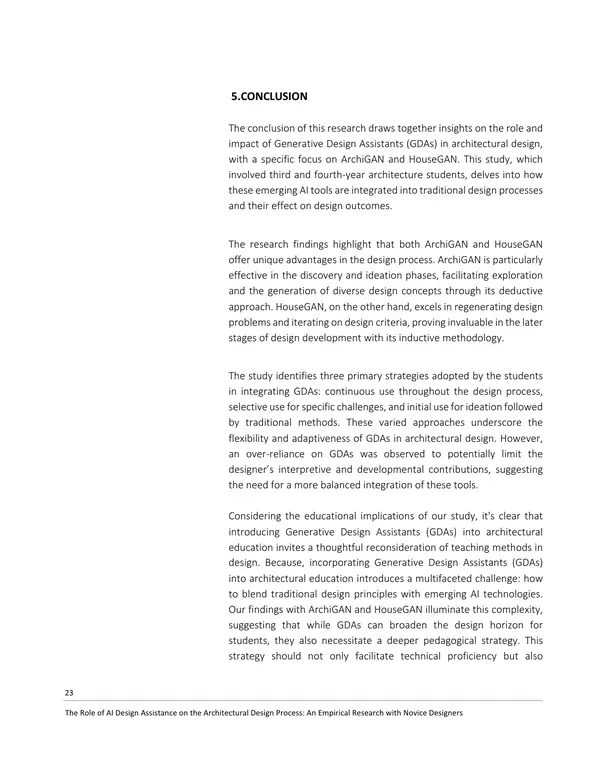 5.CONCLUSION
The conclusion of this research draws together insights on the role and
impact of Generative Design Assistants (GDAs) in architectural design,
with a specific focus on ArchiGAN and HouseGAN. This study, which
involved third and fourth-year architecture students, delves into how
these emerging AI tools are integrated into traditional design processes
and their effect on design outcomes.
The research findings highlight that both ArchiGAN and HouseGAN
offer unique advantages in the design process. ArchiGAN is particularly
effective in the discovery and ideation phases, facilitating exploration
and the generation of diverse design concepts through its deductive
approach. HouseGAN, on the other hand, excels in regenerating design
problems and iterating on design criteria, proving invaluable in the later
stages of design development with its inductive methodology.
The study identifies three primary strategies adopted by the students
in integrating GDAs: continuous use throughout the design process,
selective use for specific challenges, and initial use for ideation followed
by traditional methods. These varied approaches underscore the
flexibility and adaptiveness of GDAs in architectural design. However,
an over-reliance on GDAs was observed to potentially limit the
designer's interpretive and developmental contributions, suggesting
the need for a more balanced integration of these tools.
Considering the educational implications of our study, it's clear that
introducing Generative Design Assistants (GDAs) into architectural
education invites a thoughtful reconsideration of teaching methods in
design. Because, incorporating Generative Design Assistants (GDAs)
into architectural education introduces a multifaceted challenge: how
to blend traditional design principles with emerging AI technologies.
Our findings with ArchiGAN and HouseGAN illuminate this complexity,
suggesting that while GDAs can broaden the design horizon for
students, they also necessitate a deeper pedagogical strategy. This
strategy should not only facilitate technical proficiency but also
23
The Role of AI Design Assistance on the Architectural Design Process: An Empirical Research with Novice Designers